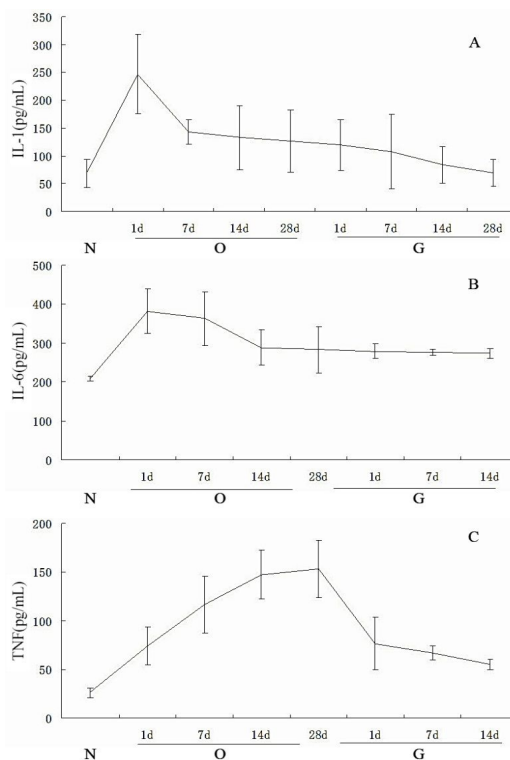 350
A
300
250
200
150
100
50
0
IL-1(pg/mL)
1d 7d 14d 28d 1d 7d 14d 28d
N O G
500
B
400
300
200
100
0
IL-6(pg/mL)
1d 7d 14d 28d 1d 7d 14d
N O G
200
C
150
100
50
0
TNF(pg/mL)
1d 7d 14d 28d 1d 7d 14d
N O G